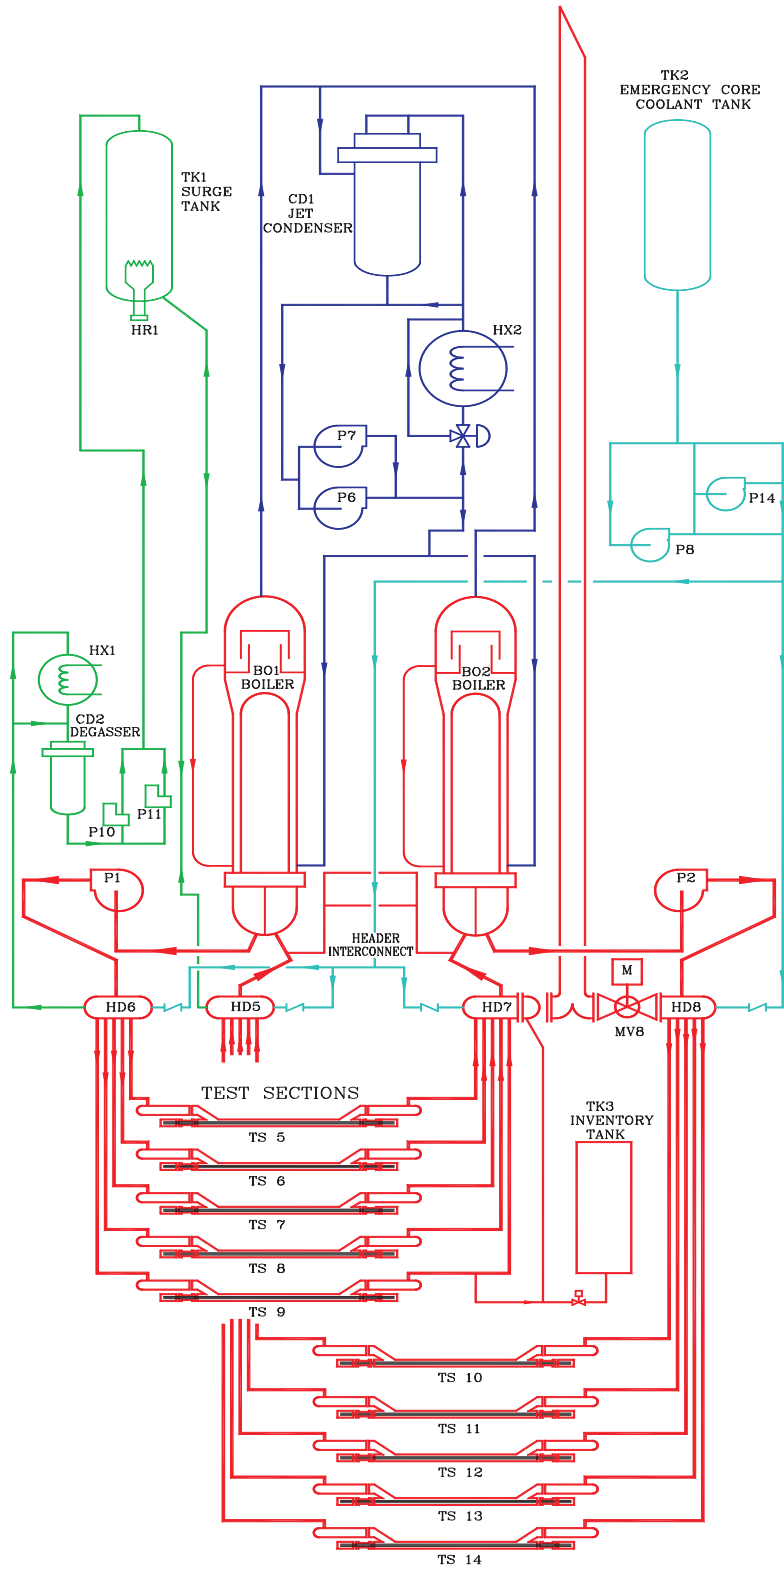 TK2
EMERGENCY CORE
COOLANT TANK
TK1
SURGE
TANK
CD1
JET
CONDENSER
HR1
HX2
P7
P6
P14
P8
HX1
BO1
BOILER
BO2
BOILER
CD2
DEGASSER
P10
P11
P1
P2
HEADER
INTERCONNECT
M
HD6
HD5
HD7
HD8
MV8
TEST SECTIONS
TK3
INVENTORY
TANK
TS 5
TS 6
TS 7
TS 8
TS 9
TS 10
TS 11
TS 12
TS 13
TS 14